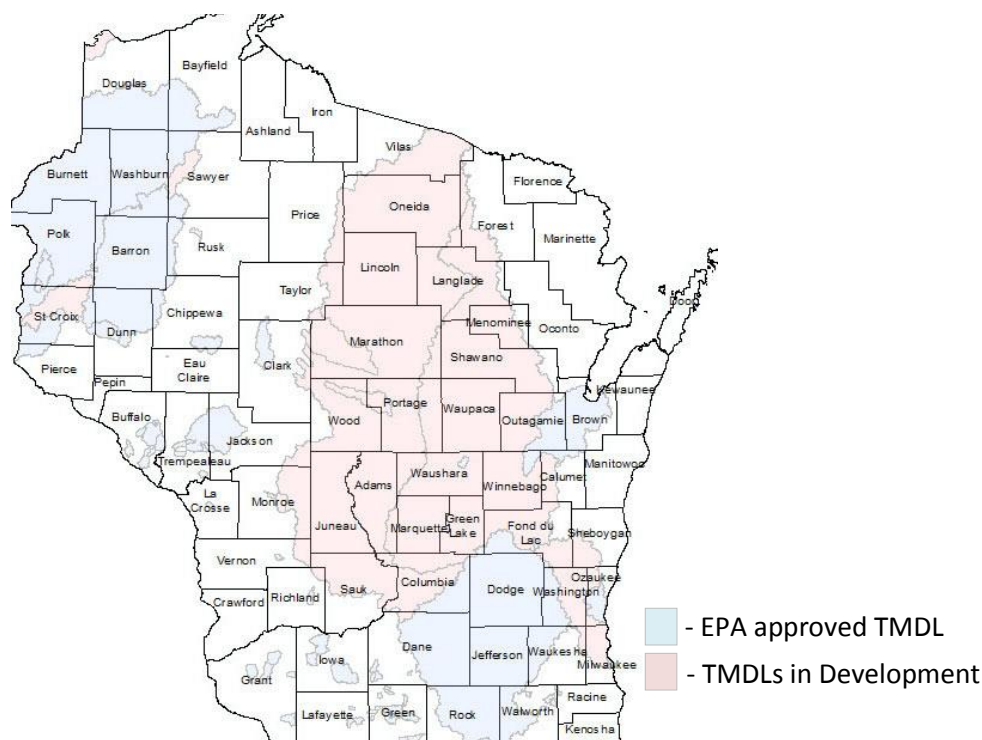 Bayfield
Douglas
Iron
Ashland
Vilas
Burnett
Washburn
Sawyer
Florence
Oneida
Price
Forest
Polk
Marinette
Barron
Rusk
Lincoln
Langlade
Taylor
Door
Chippewa
St Croix
Menominee
Oconto
Dunn
Marathon
Shawano
Pierce
Eau
Claire
Clark
Pepin
Kewaunee
Portage
Waupaca
Buffalo
Wood
Outagamie
Brown
Jackson
Trempealeau
Manitowoc
Waushara
Adams
Winnebago
Calumet
La
Crosse
Monroe
Juneau
Marquette
Green
Lake
Fond du
Lac
Sheboygan
Vernon
Columbia
Ozaukee
Sauk
Dodge
Washington
Richland
Crawford
- EPA approved TMDL
Dane
Jefferson
Waukesha
Iowa
Milwaukee
- TMDLs in Development
Grant
Racine
Lafayette
Green
Rock
Walworth
Kenosha